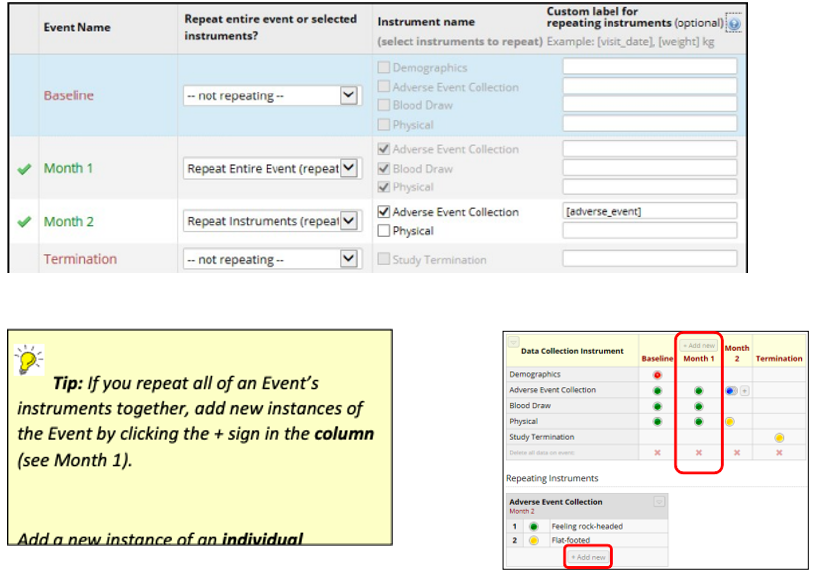 Event Name
Repeat entire event or selected instruments?
Instrument name
(select instruments to repeat)
Custom label for
repeating instruments (optional) ?
Example: [visit_date], [weight] kg
Baseline
-- not repeating --
Demographics
Adverse Event Collection
Blood Draw
Physical
Month 1
Repeat Entire Event (repeat
Adverse Event Collection
Blood Draw
Physical
Month 2
Repeat Instruments (repeat
Adverse Event Collection
[adverse_event]
Physical
Termination
-- not repeating --
Study Termination
Tip: If you repeat all of an Event's
instruments together, add new instances of
the Event by clicking the + sign in the column
(see Month 1).
Add a new instance of an individual
Data Collection Instrument
Baseline
+ Add new
Month 1
Month 2
Termination
Demographics
Adverse Event Collection
+
Blood Draw
Physical
Study Termination
Delete all data on event:
Repeating Instruments
Adverse Event Collection
Month 2
1 Feeling rock-headed
2 Flat-footed
+ Add new